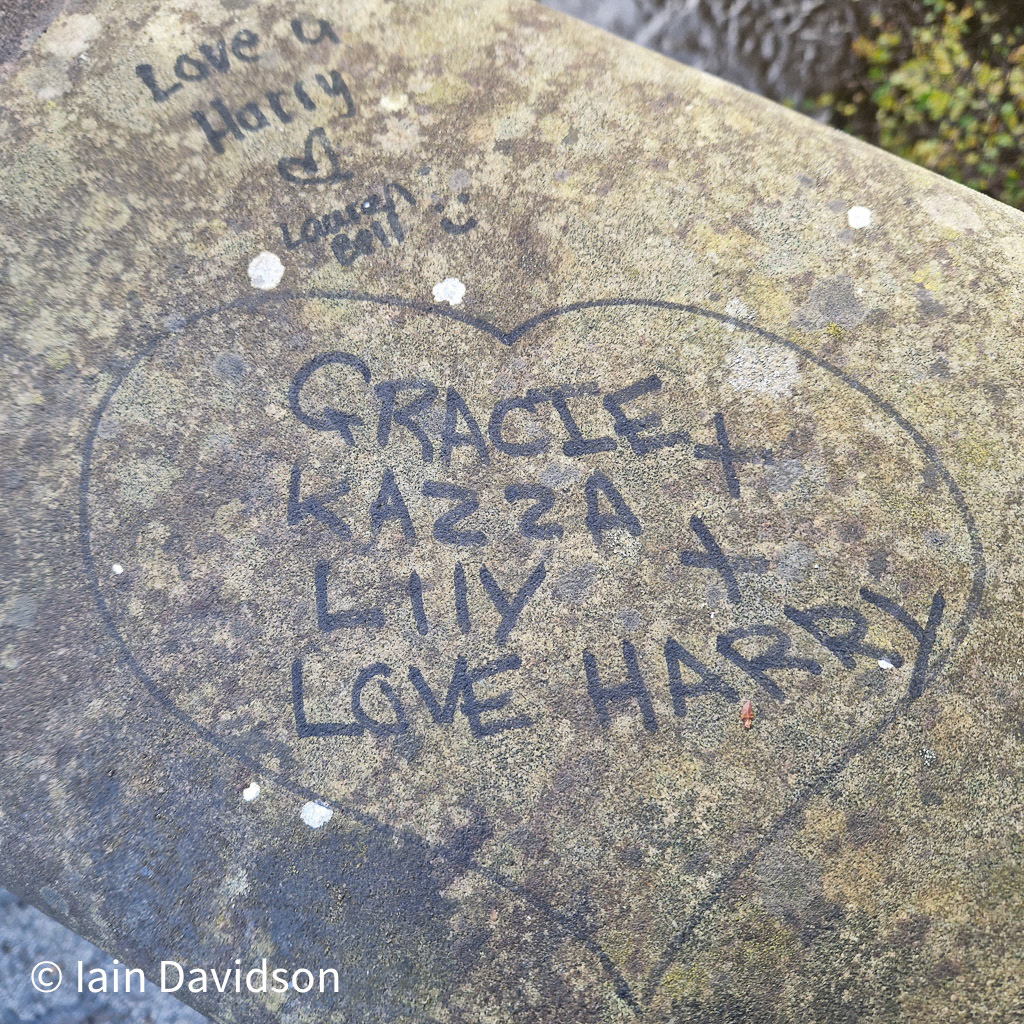 Love u
Harry
Lauren
Bell
GRACIE +
KAZZA
LIlY +
LOVE HARRY
© Iain Davidson